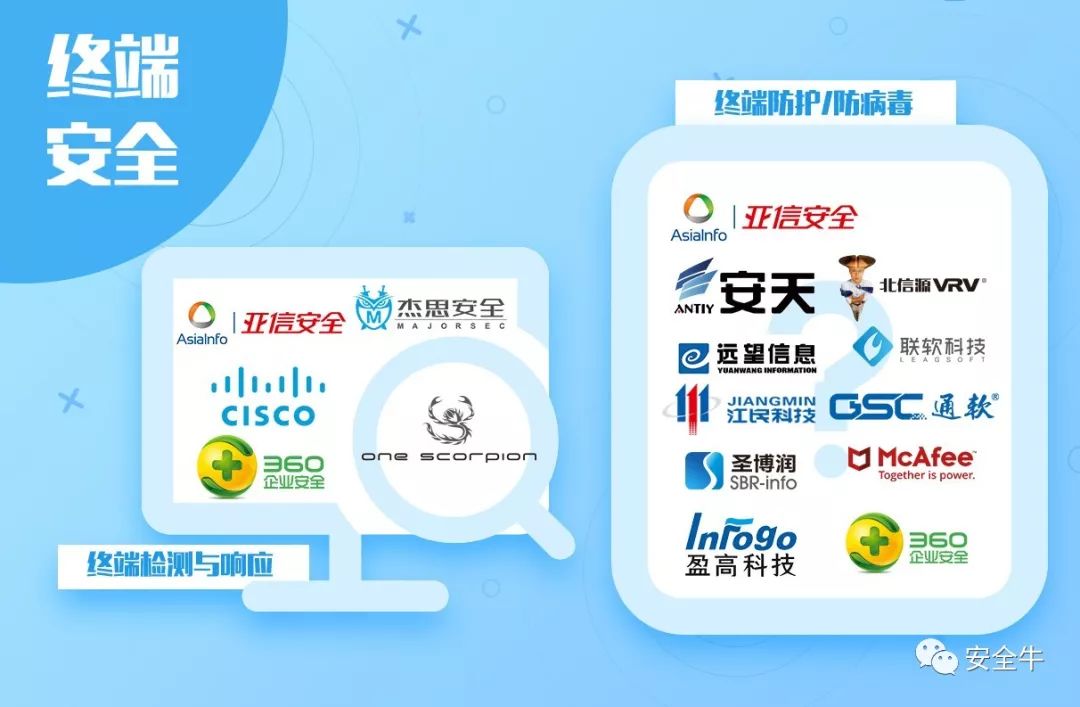 终端
安全
终端防护/防病毒
AsiaInfo
亚信安全
ANTIY
安天
北信源VRV®
远望信息
YUANWANG INFORMATION
联软科技
LEAGSOFT
JIANGMIN
江民科技
GSC 通软®
圣博润
SBR-info
McAfee™
Together is power.
Infogo
盈高科技
360
企业安全
AsiaInfo
亚信安全
M
杰思安全
MAJORSEC
CISCO
360
企业安全
one scorpion
终端检测与响应
安全牛